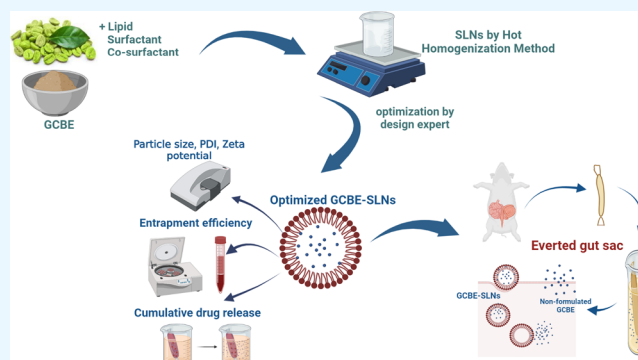 + Lipid
Surfactant
Co-surfactant
GCBE
SLNs by Hot
Homogenization Method
optimization by
design expert
Particle size, PDI, Zeta
potential
Optimized GCBE-SLNs
Entrapment efficiency
Cumulative drug release
Everted gut sac
GCBE-SLNs
Non-formulated
GCBE